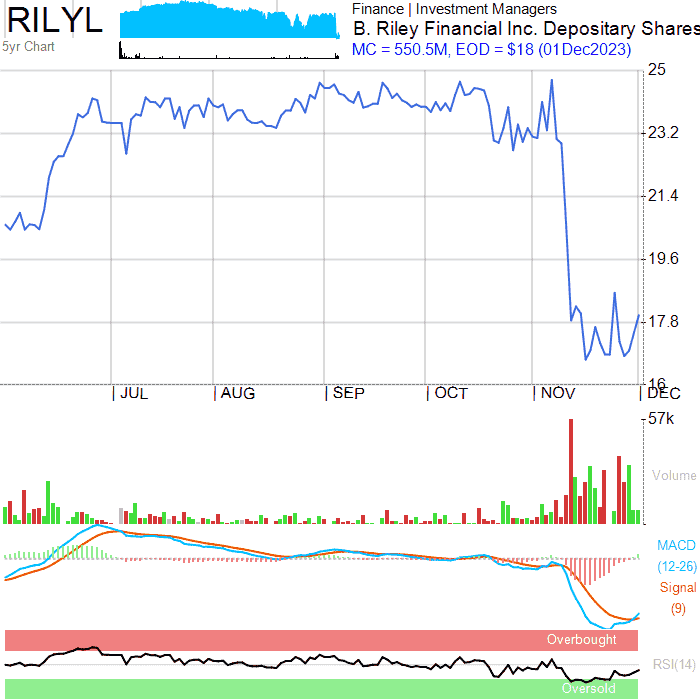 RILYL
5yr Chart
Finance | Investment Managers
B. Riley Financial Inc. Depositary Shares
MC = 550.5M, EOD = $18 (01Dec2023)
25
23.2
21.4
19.6
17.8
16
JUL AUG SEP OCT NOV DEC
57k
Volume
MACD
(12-26)
Signal
(9)
Overbought
RSI(14)
Oversold